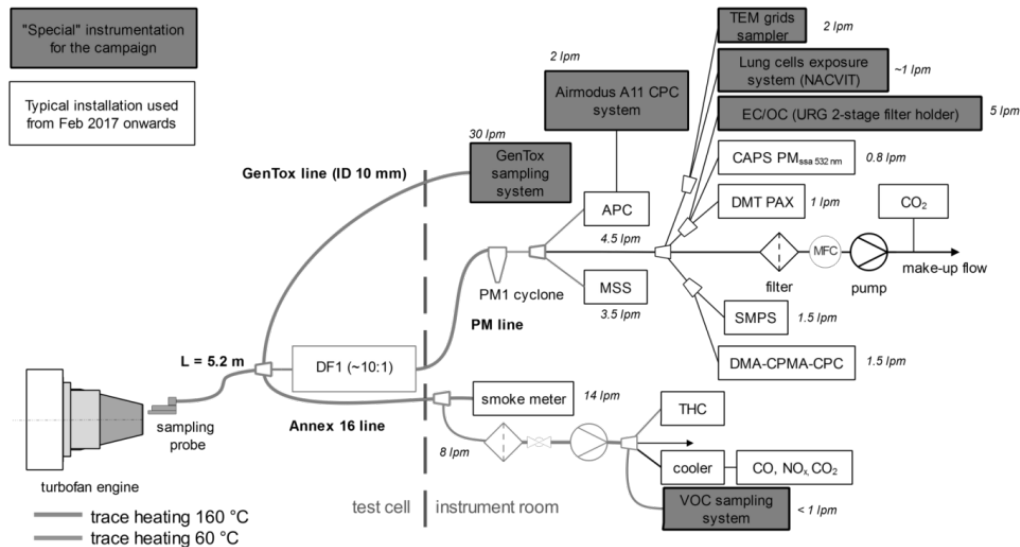 "Special" instrumentation
for the campaign
Typical installation used
from Feb 2017 onwards
GenTox line (ID 10 mm)
30 lpm
GenTox
sampling
system
2 lpm
Airmodus A11 CPC
system
TEM grids
sampler
2 lpm
Lung cells exposure
system (NACVIT)
~1 lpm
EC/OC (URG 2-stage filter holder)
5 lpm
CAPS PMssa 532 nm
0.8 lpm
DMT PAX
1 lpm
CO₂
APC
4.5 lpm
MSS
3.5 lpm
PM1 cyclone
PM line
filter
MFC
pump
make-up flow
SMPS
1.5 lpm
DMA-CPMA-CPC
1.5 lpm
L = 5.2 m
DF1 (~10:1)
sampling
probe
turbofan engine
Annex 16 line
smoke meter
14 lpm
8 lpm
THC
cooler
CO, NOₓ, CO₂
VOC sampling
system
< 1 lpm
test cell
instrument room
trace heating 160 °C
trace heating 60 °C